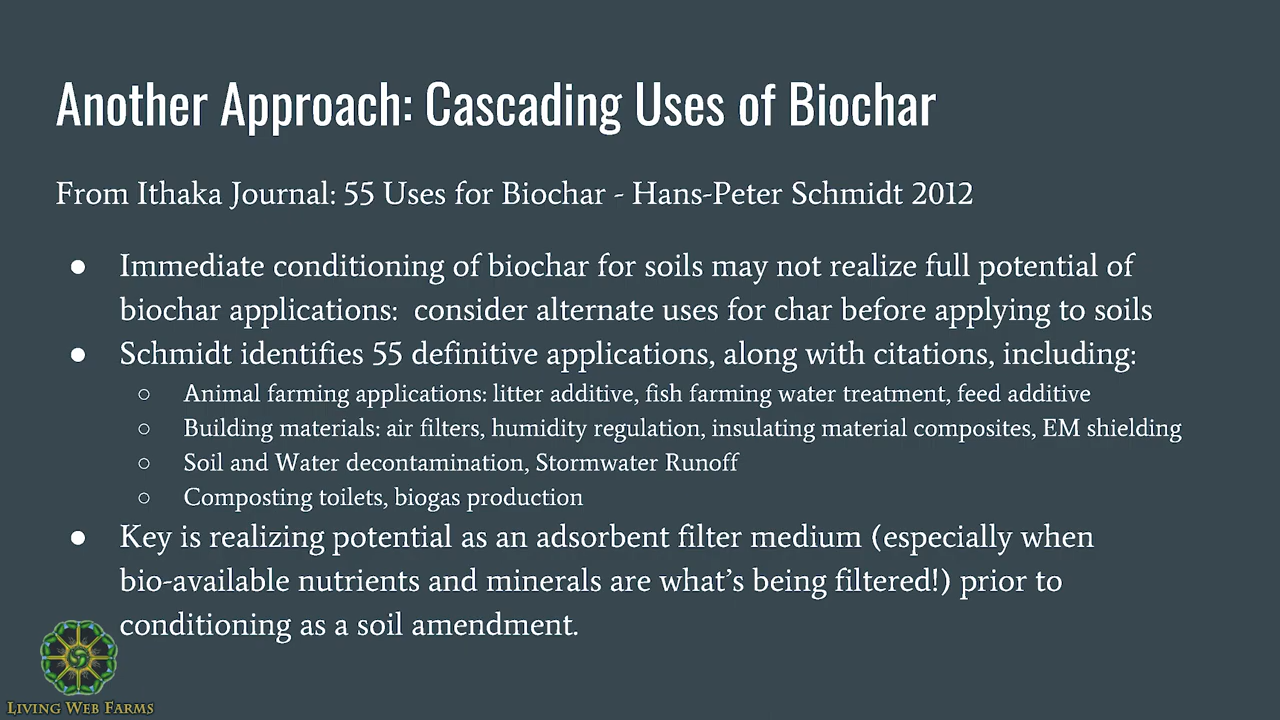 Another Approach: Cascading Uses of Biochar
From Ithaka Journal: 55 Uses for Biochar - Hans-Peter Schmidt 2012
● Immediate conditioning of biochar for soils may not realize full potential of
biochar applications: consider alternate uses for char before applying to soils
● Schmidt identifies 55 definitive applications, along with citations, including:
○ Animal farming applications: litter additive, fish farming water treatment, feed additive
○ Building materials: air filters, humidity regulation, insulating material composites, EM shielding
○ Soil and Water decontamination, Stormwater Runoff
○ Composting toilets, biogas production
● Key is realizing potential as an adsorbent filter medium (especially when
bio-available nutrients and minerals are what’s being filtered!) prior to
conditioning as a soil amendment.
LIVING WEB FARMS